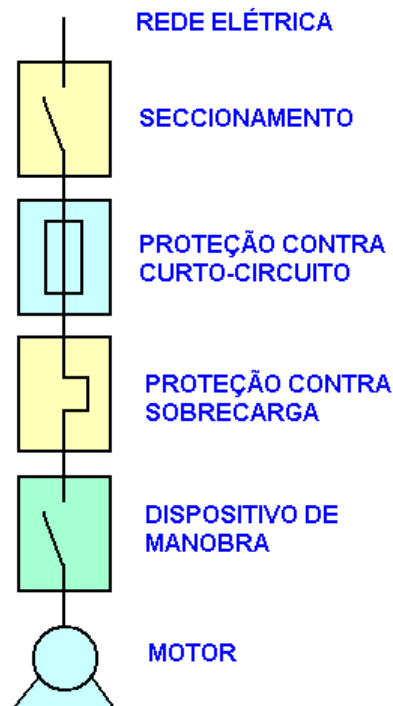 REDE ELÉTRICA
SECCIONAMENTO
PROTEÇÃO CONTRA
CURTO-CIRCUITO
PROTEÇÃO CONTRA
SOBRECARGA
DISPOSITIVO DE
MANOBRA
MOTOR